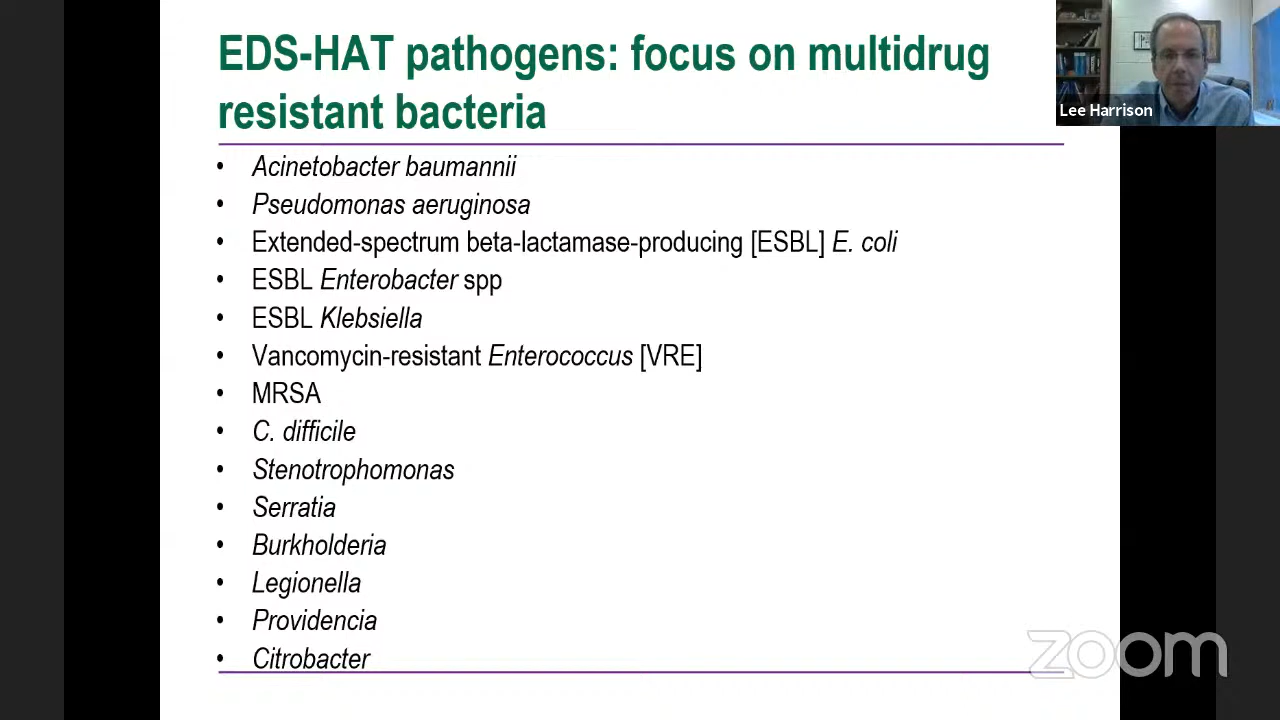 EDS-HAT pathogens: focus on multidrug
resistant bacteria
Lee Harrison
• Acinetobacter baumannii
• Pseudomonas aeruginosa
• Extended-spectrum beta-lactamase-producing [ESBL] E. coli
• ESBL Enterobacter spp
• ESBL Klebsiella
• Vancomycin-resistant Enterococcus [VRE]
• MRSA
• C. difficile
• Stenotrophomonas
• Serratia
• Burkholderia
• Legionella
• Providencia
• Citrobacter
zoom